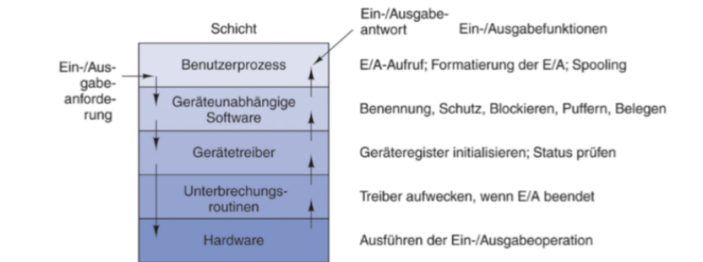 Schicht
Ein-/Ausgabe-
antwort
Ein-/Ausgabefunktionen
Ein-/Aus-
gabe-
anforde-
rung
Benutzerprozess
E/A-Aufruf; Formatierung der E/A; Spooling
Geräteunabhängige
Software
Benennung, Schutz, Blockieren, Puffern, Belegen
Gerätetreiber
Geräteregister initialisieren; Status prüfen
Unterbrechungs-
routinen
Treiber aufwecken, wenn E/A beendet
Hardware
Ausführen der Ein-/Ausgabeoperation